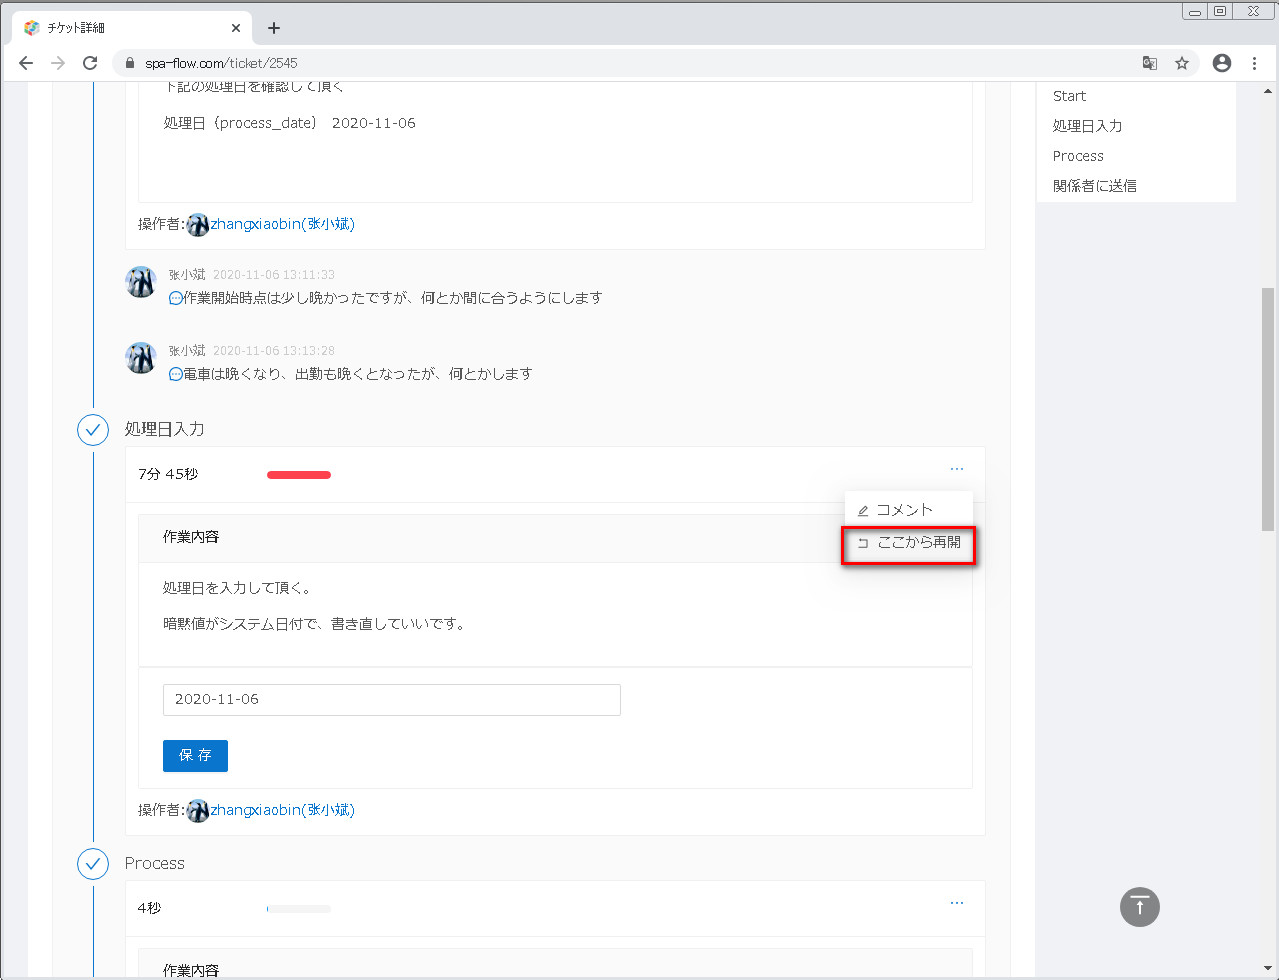 チケット詳細
spa-flow.com/ticket/2545
下記の処理日を確認して頂く
処理日（process_date） 2020-11-06
操作者:zhangxiaobin(张小斌)
张小斌 2020-11-06 13:11:33
作業開始時点は少し晩かったですが、何とか間に合うようにします
张小斌 2020-11-06 13:13:28
電車は晩くなり、出勤も晩くとなったが、何とかします
処理日入力
7分 45秒
コメント
ここから再開
作業内容
処理日を入力して頂く。
暗黙値がシステム日付で、書き直していいです。
2020-11-06
保 存
操作者:zhangxiaobin(张小斌)
Process
4秒
作業内容
Start
処理日入力
Process
関係者に送信